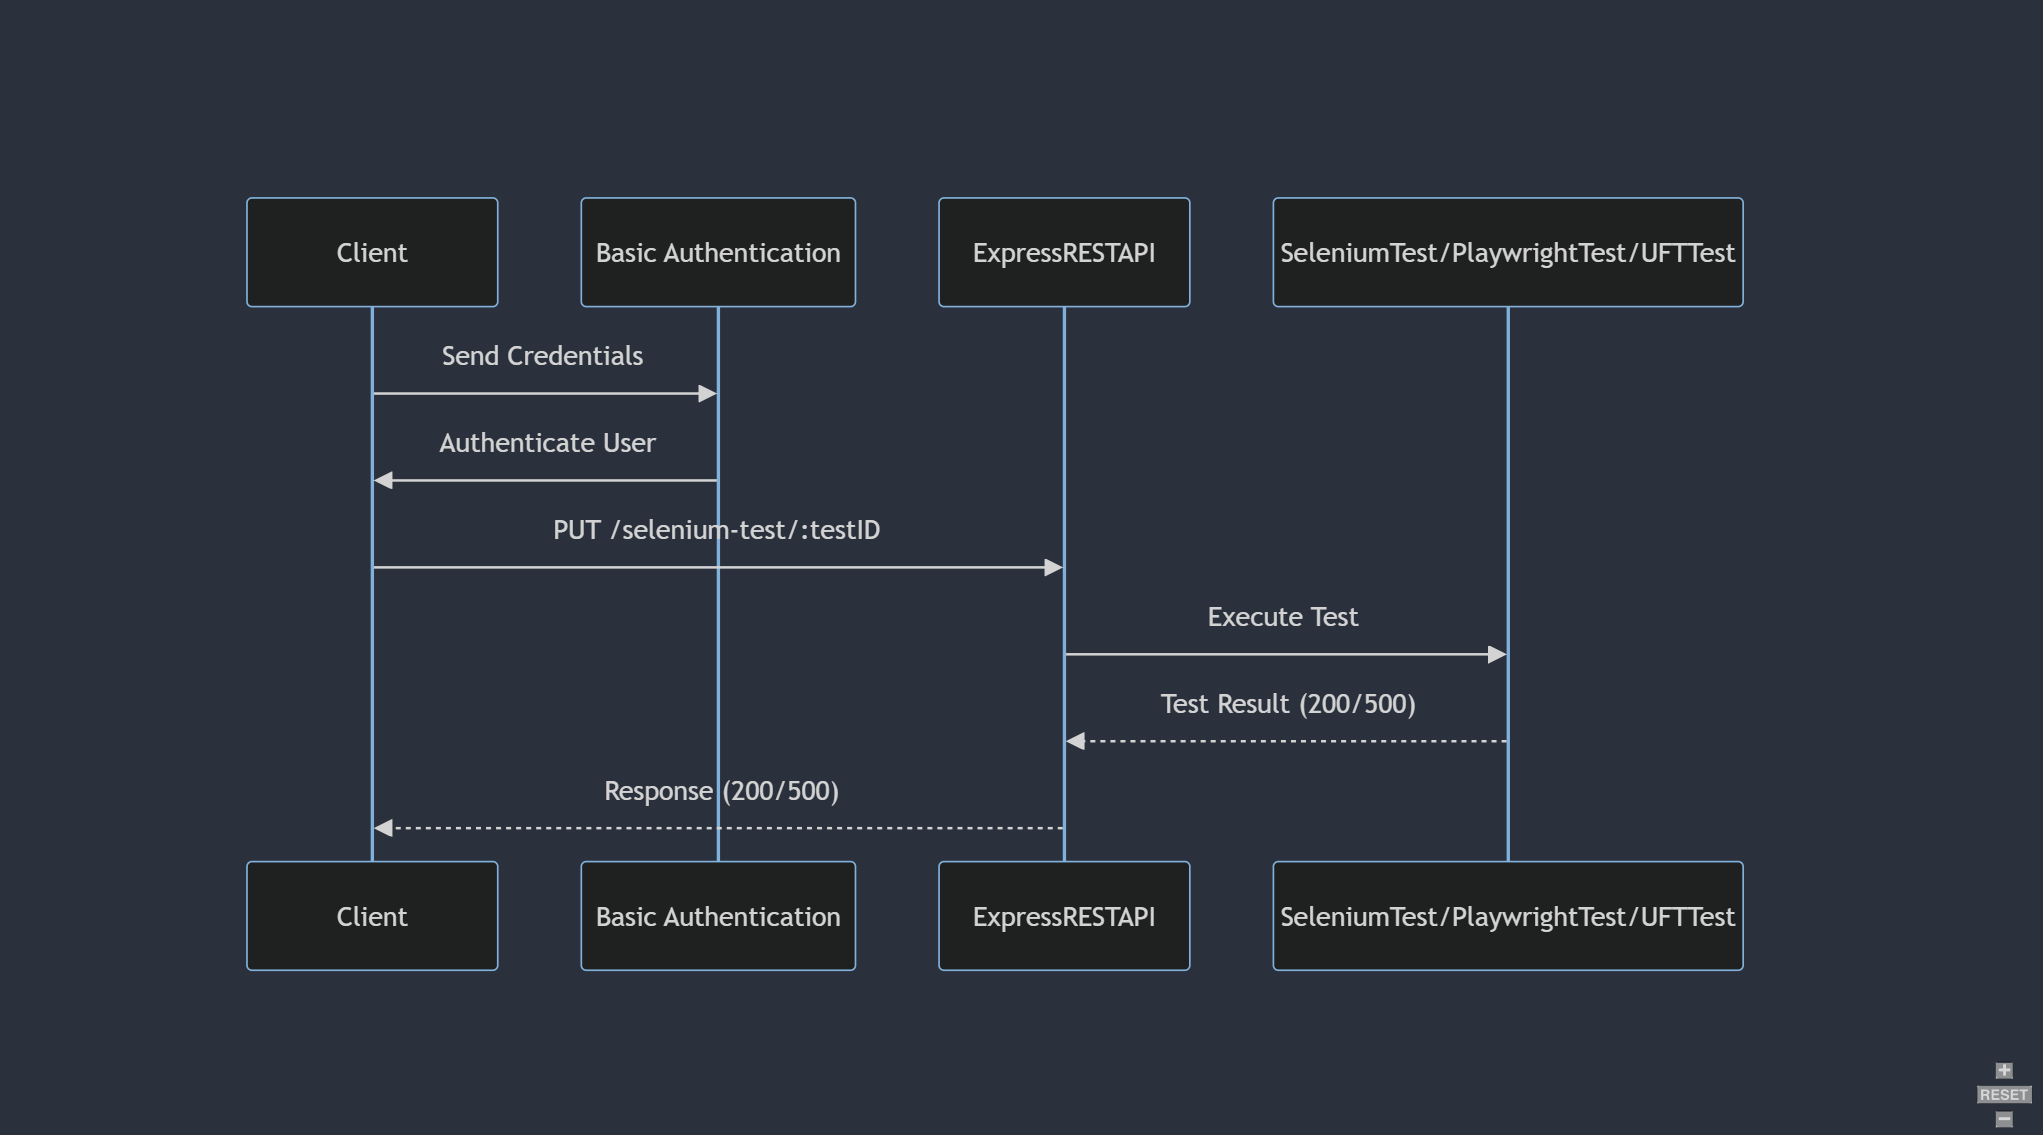 Client
Basic Authentication
ExpressRESTAPI
SeleniumTest/PlaywrightTest/UFTTest
Send Credentials
Authenticate User
PUT /selenium-test/:testID
Execute Test
Test Result (200/500)
Response (200/500)
Client
Basic Authentication
ExpressRESTAPI
SeleniumTest/PlaywrightTest/UFTTest
+
RESET
−